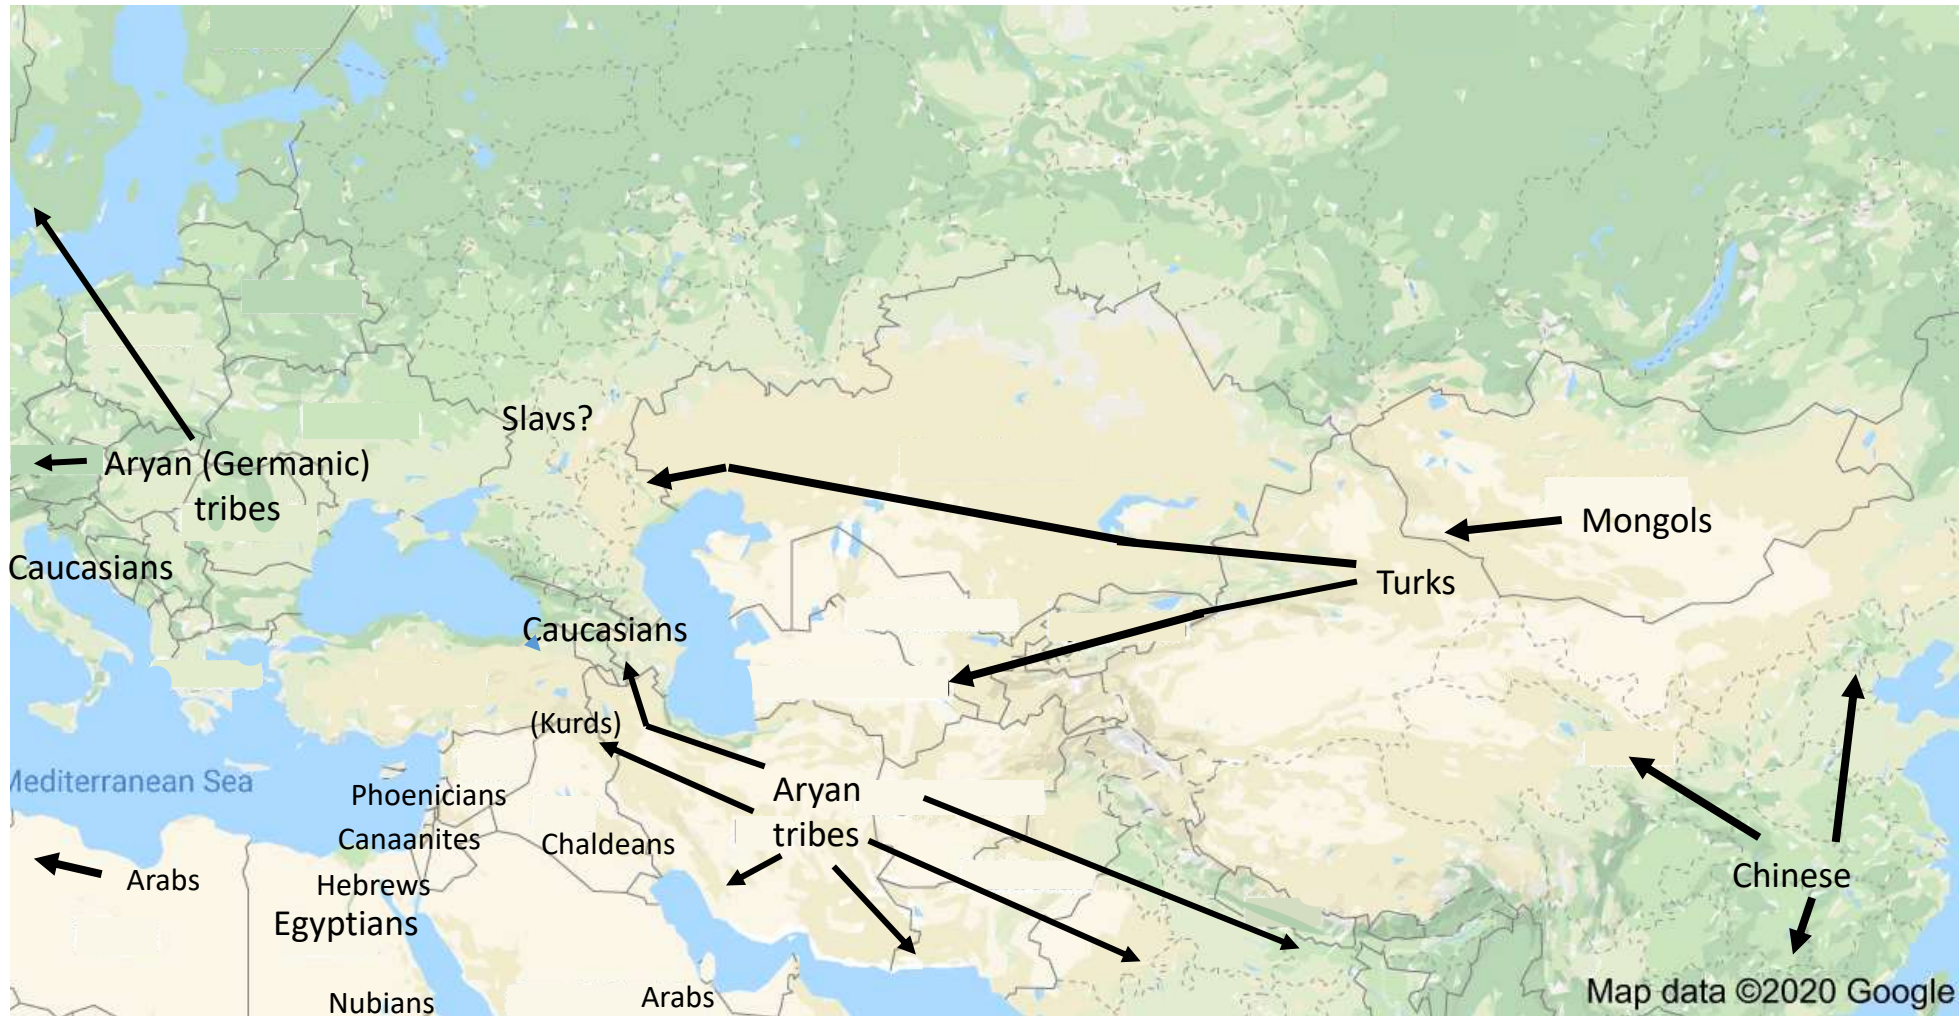 Slavs?
Aryan (Germanic)
tribes
Mongols
Caucasians
Turks
Caucasians
(Kurds)
Mediterranean Sea
Phoenicians
Aryan
tribes
Canaanites
Chaldeans
Arabs
Hebrews
Chinese
Egyptians
Nubians
Arabs
Map data ©2020 Google